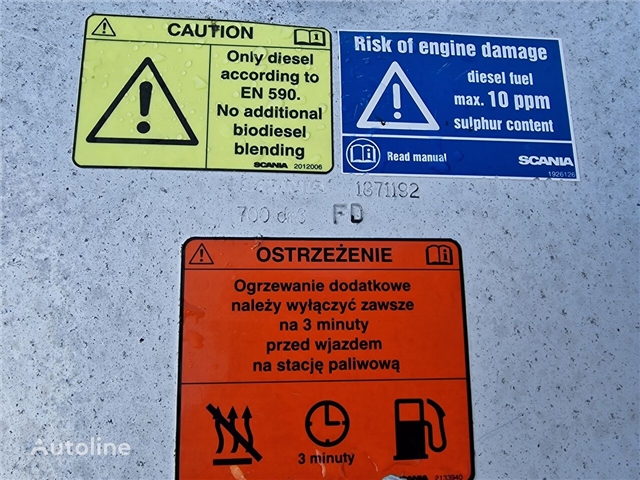 CAUTION
Only diesel
according to
EN 590.
No additional
biodiesel
blending
SCANIA 2012006
Risk of engine damage
diesel fuel
max. 10 ppm
sulphur content
Read manual
SCANIA
1926126
1871192
FD
OSTRZEŻENIE
Ogrzewanie dodatkowe
należy wyłączyć zawsze
na 3 minuty
przed wjazdem
na stację paliwową
3 minuty
SCANIA 2133940
Autoline